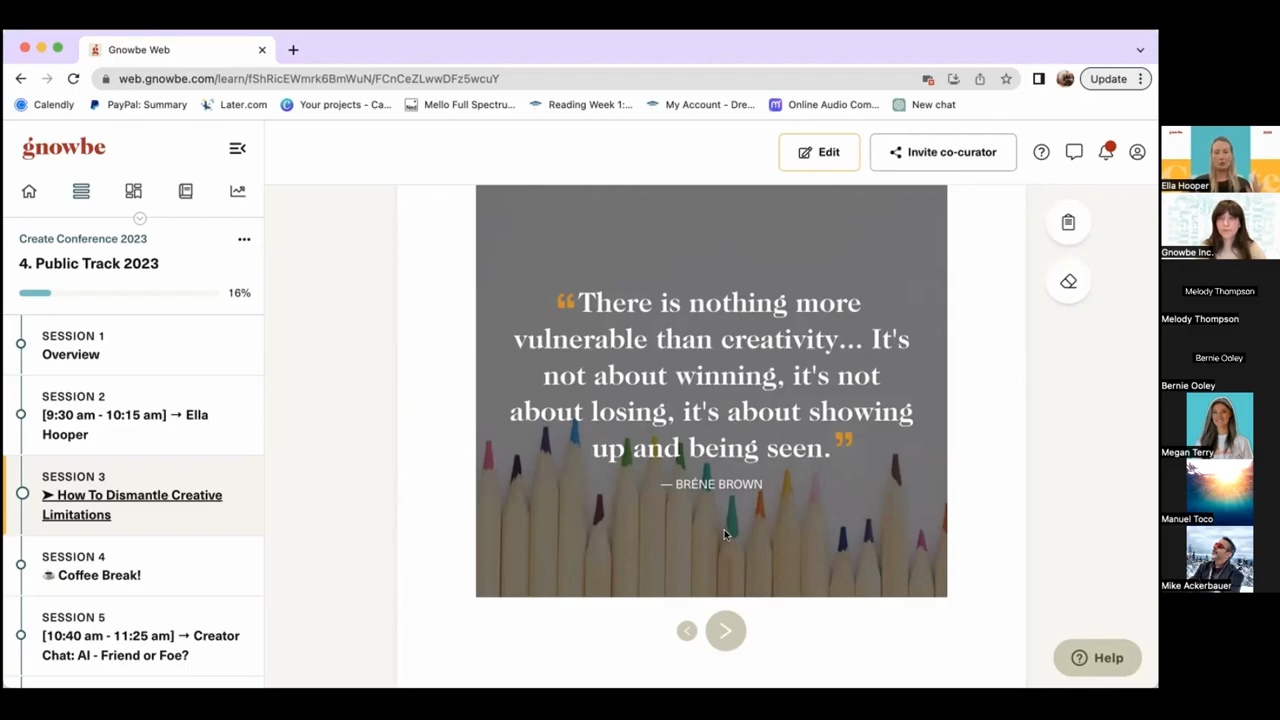 Gnowbe Web
web.gnowbe.com/learn/fShRicEWmrk6BmWuN/FCnCeZLwwDFz5wcuY
Update
Calendly
PayPal: Summary
Later.com
Your projects - Ca...
Mello Full Spectru...
Reading Week 1:...
My Account - Dre...
Online Audio Com...
New chat
gnowbe
Edit
Invite co-curator
Create Conference 2023
4. Public Track 2023
16%
SESSION 1
Overview
SESSION 2
[9:30 am - 10:15 am] → Ella
Hooper
SESSION 3
➤ How To Dismantle Creative
Limitations
SESSION 4
☕ Coffee Break!
SESSION 5
[10:40 am - 11:25 am] → Creator
Chat: AI - Friend or Foe?
“There is nothing more
vulnerable than creativity... It's
not about winning, it's not
about losing, it's about showing
up and being seen.”
— BRÉNE BROWN
Help
Ella Hooper
Gnowbe Inc.
Melody Thompson
Melody Thompson
Bernie Ooley
Bernie Ooley
Megan Terry
Manuel Toco
Mike Ackerbauer